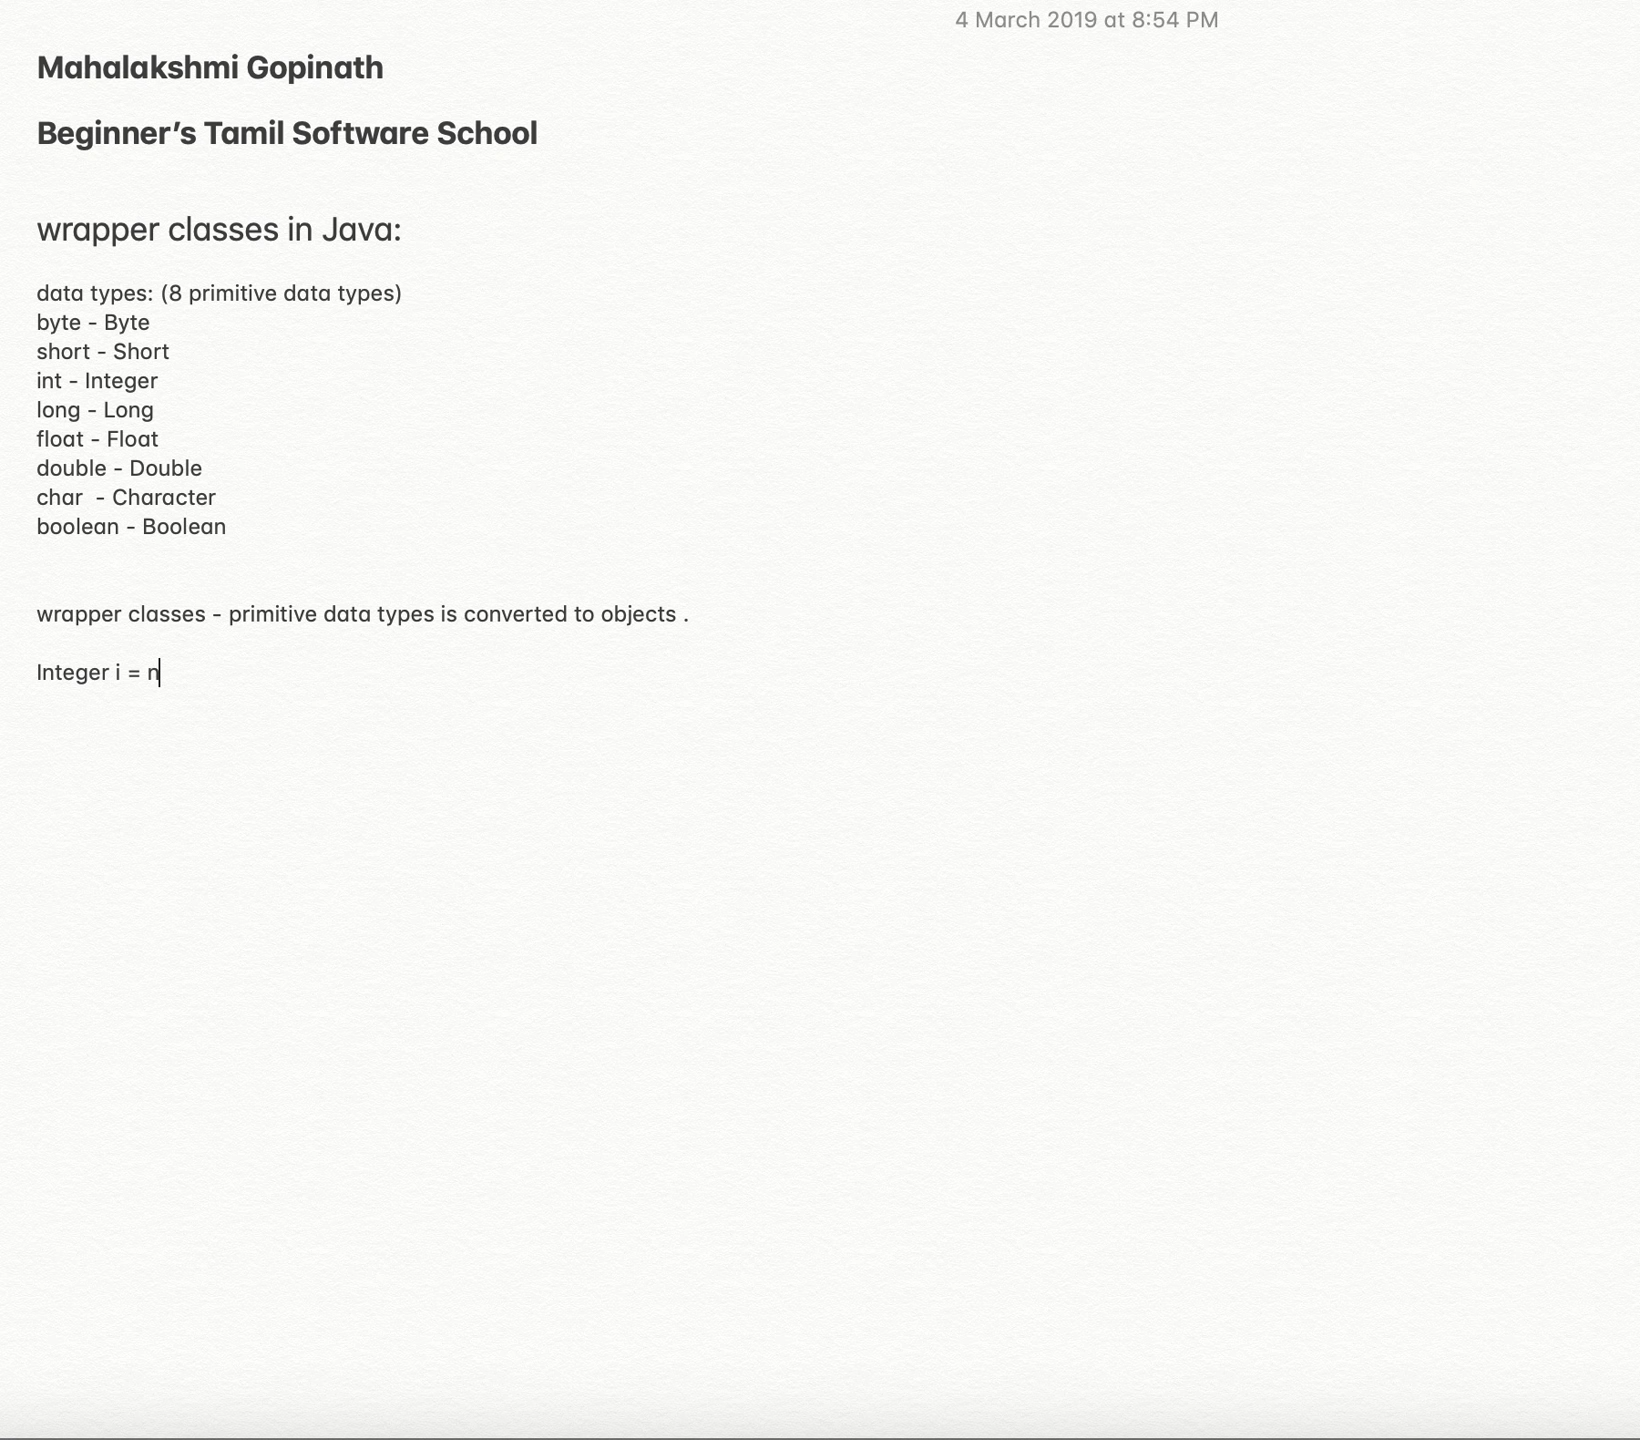 4 March 2019 at 8:54 PM
Mahalakshmi Gopinath
Beginner’s Tamil Software School
wrapper classes in Java:
data types: (8 primitive data types)
byte - Byte
short - Short
int - Integer
long - Long
float - Float
double - Double
char  - Character
boolean - Boolean
wrapper classes - primitive data types is converted to objects .
Integer i = n